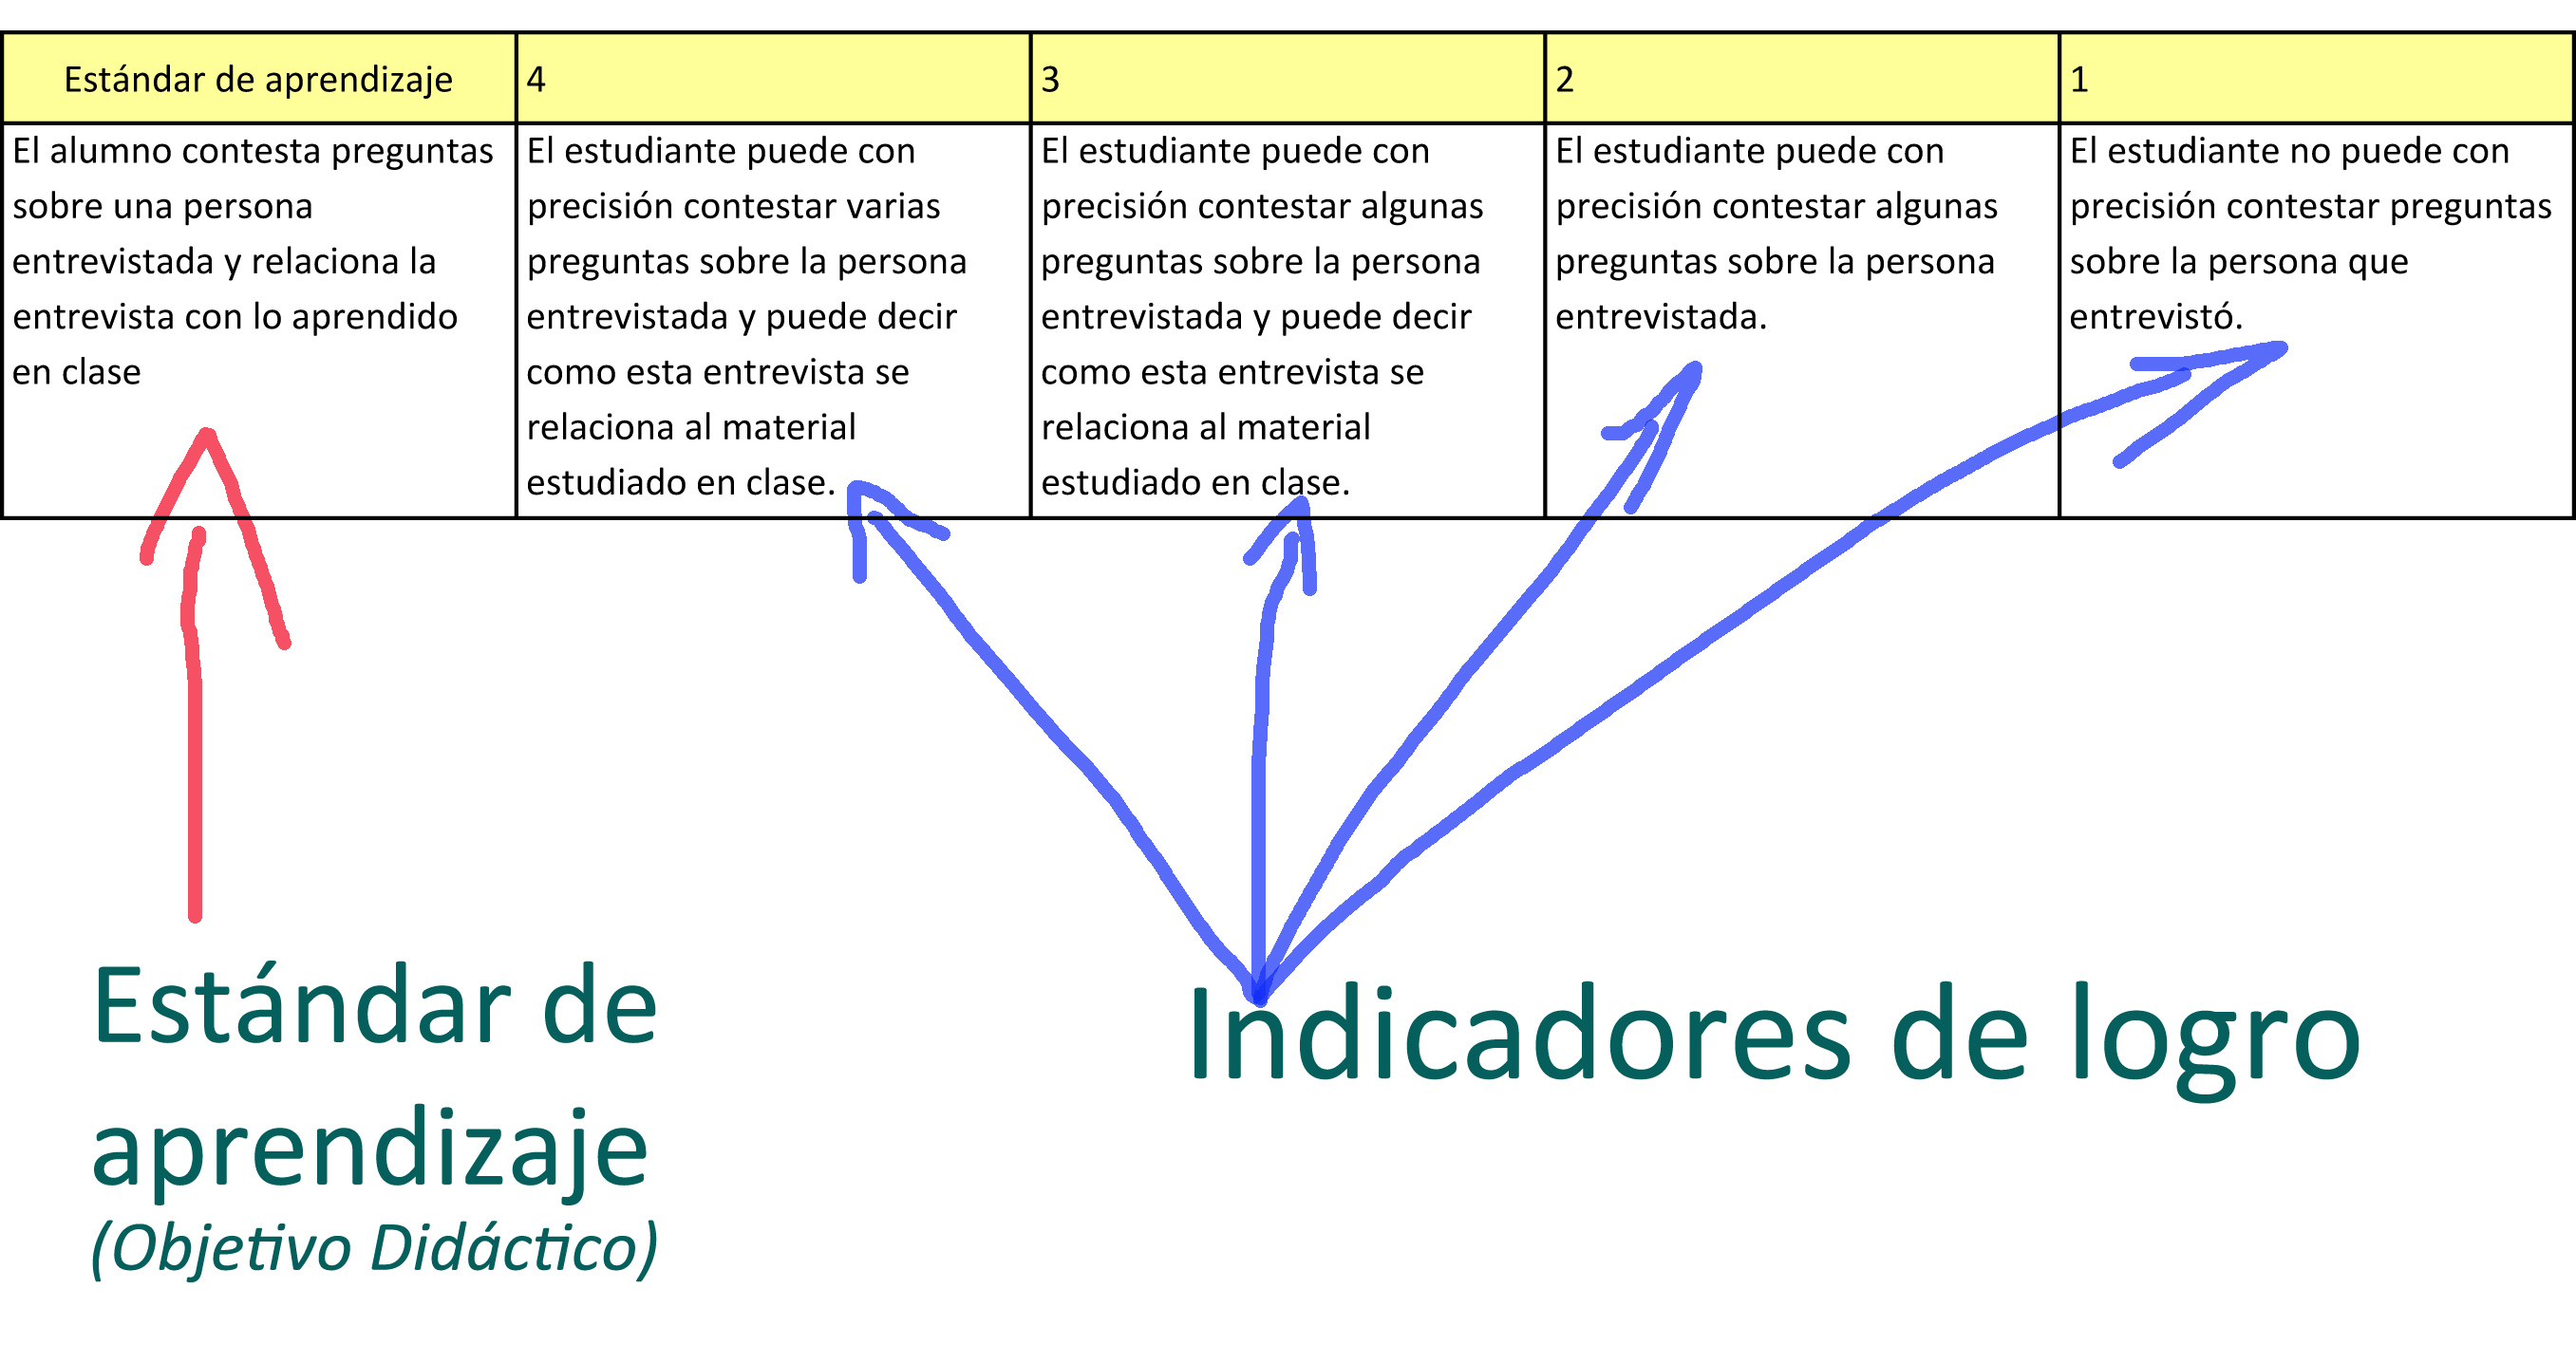 Estándar de aprendizaje
4
3
2
1
El alumno contesta preguntas
sobre una persona
entrevistada y relaciona la
entrevista con lo aprendido
en clase
El estudiante puede con
precisión contestar varias
preguntas sobre la persona
entrevistada y puede decir
como esta entrevista se
relaciona al material
estudiado en clase.
El estudiante puede con
precisión contestar algunas
preguntas sobre la persona
entrevistada y puede decir
como esta entrevista se
relaciona al material
estudiado en clase.
El estudiante puede con
precisión contestar algunas
preguntas sobre la persona
entrevistada.
El estudiante no puede con
precisión contestar preguntas
sobre la persona que
entrevistó.
Estándar de
aprendizaje
(Objetivo Didáctico)
Indicadores de logro